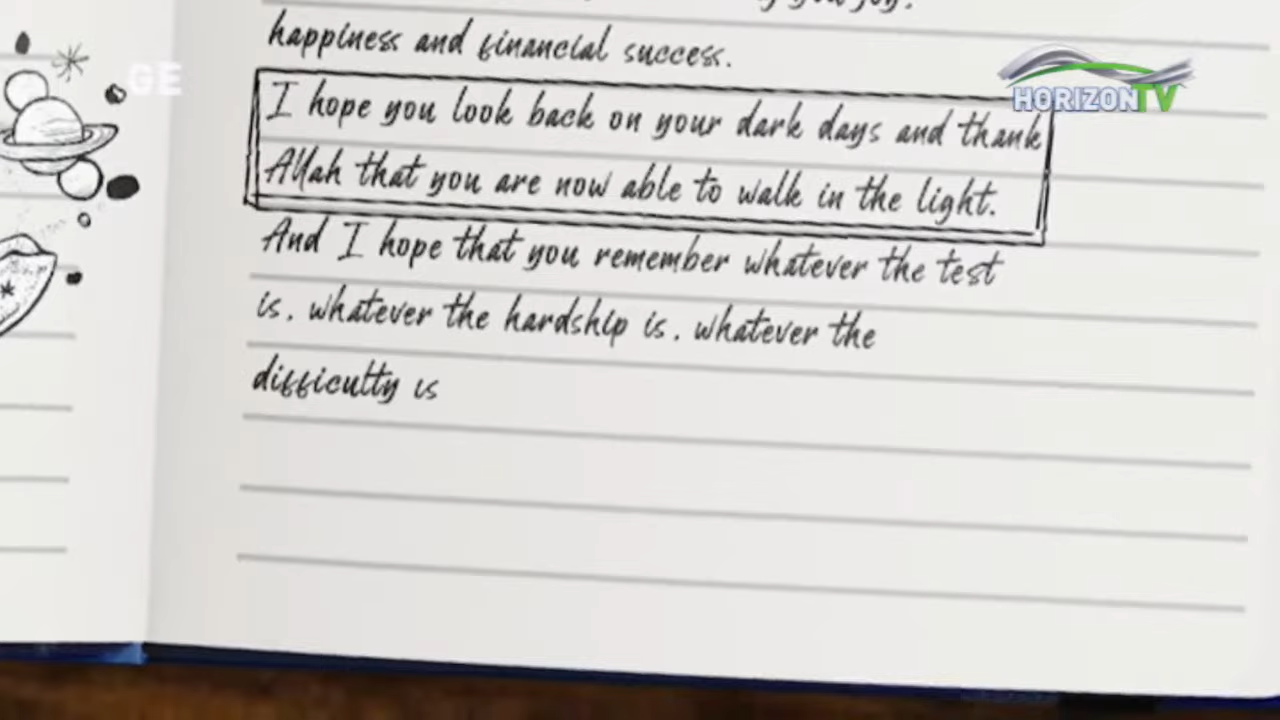 happiness and financial success.
I hope you look back on your dark days and thank
Allah that you are now able to walk in the light.
And I hope that you remember whatever the test
is, whatever the hardship is, whatever the
difficulty is
GE
HORIZONTV